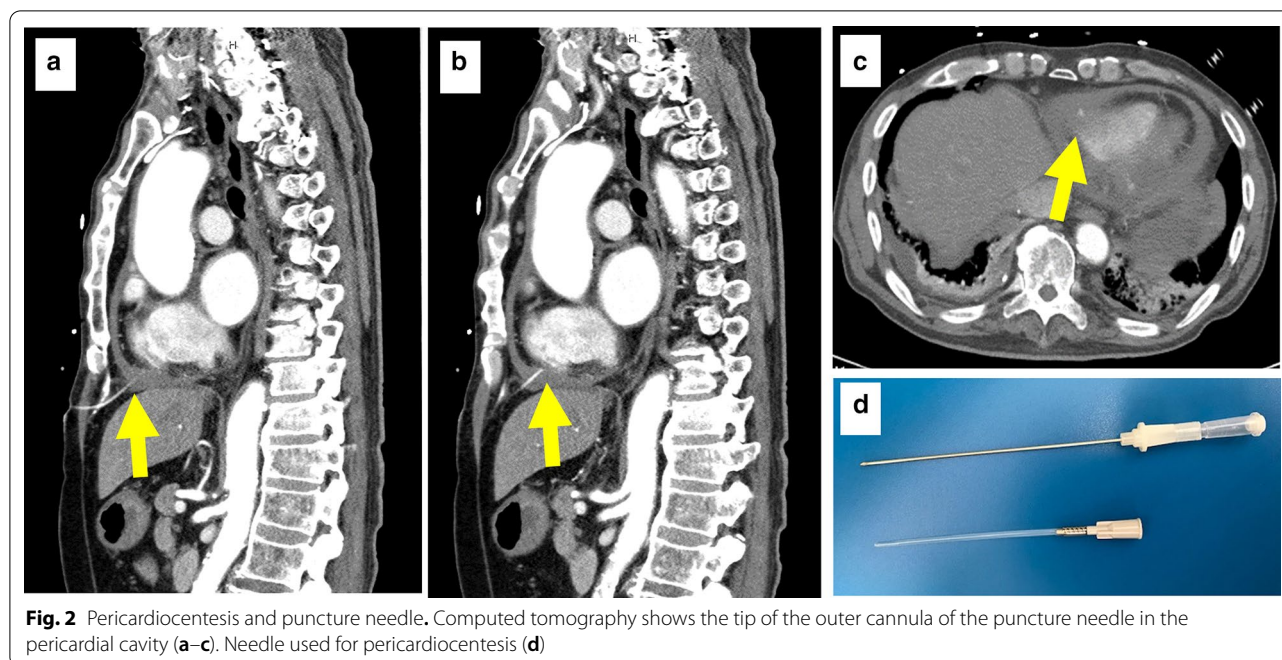 a
H
b
H
c
d
Fig. 2 Pericardiocentesis and puncture needle. Computed tomography shows the tip of the outer cannula of the puncture needle in the
pericardial cavity (a–c). Needle used for pericardiocentesis (d)